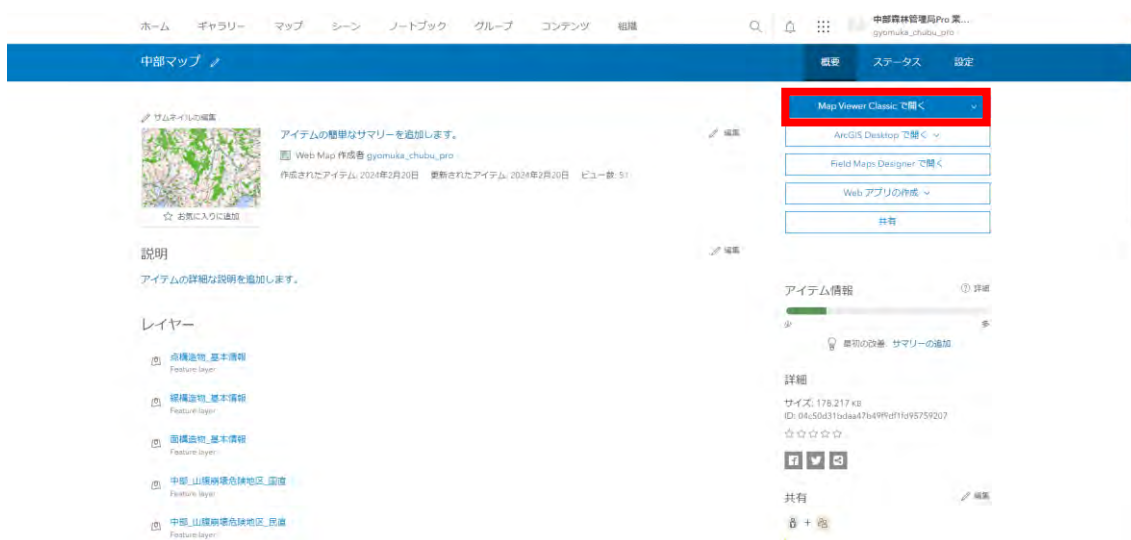 ホーム ギャラリー マップ シーン ノートブック グループ コンテンツ 組織
中部森林管理局Pro 業...
gyomuka_chubu_pro
中部マップ
概要 ステータス 設定
Map Viewer Classic で開く
サムネイルの編集
アイテムの簡単なサマリーを追加します。
編集
ArcGIS Desktop で開く
Web Map 作成者 gyomuka_chubu_pro
Field Maps Designer で開く
作成されたアイテム: 2024年2月20日 更新されたアイテム: 2024年2月20日 ビュー数: 51
Web アプリの作成
お気に入りに追加
共有
説明
編集
アイテムの詳細な説明を追加します。
アイテム情報
詳細
少 多
最初の改善 サマリーの追加
レイヤー
点構造物_基本情報
Feature layer
線構造物_基本情報
Feature layer
面構造物_基本情報
Feature layer
中部_山腹崩壊危険地区_国直
Feature layer
中部_山腹崩壊危険地区_民直
Feature layer
詳細
サイズ: 178.217 KB
共有
編集